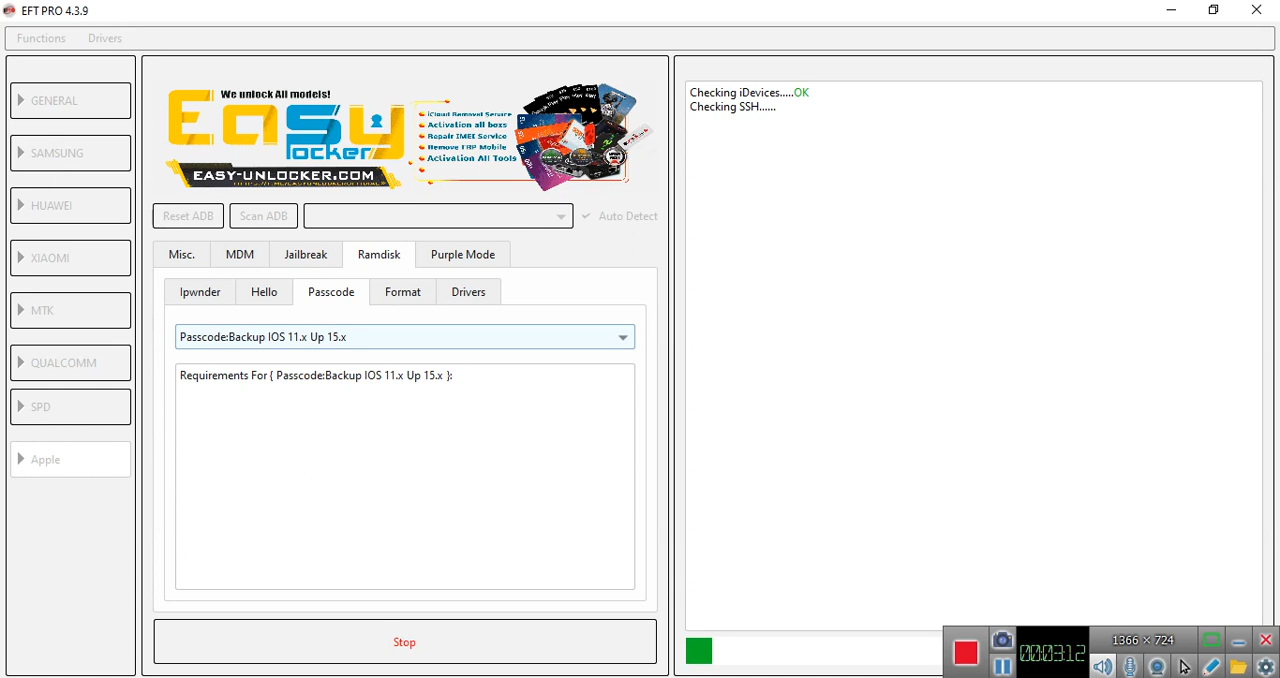 EFT PRO 4.3.9
Functions Drivers
GENERAL
SAMSUNG
HUAWEI
XIAOMI
MTK
QUALCOMM
SPD
Apple
We unlock All models!
Easy
locker
EASY-UNLOCKER.COM
iCloud Removal Service
Activation all boxs
Repair IMEI Service
Remove FRP Mobile
Activation All Tools
Reset ADB Scan ADB Auto Detect
Misc. MDM Jailbreak Ramdisk Purple Mode
Ipwnder Hello Passcode Format Drivers
Passcode:Backup IOS 11.x Up 15.x
Requirements For { Passcode:Backup IOS 11.x Up 15.x }:
Stop
Checking iDevices.....OK
Checking SSH......
1366 × 724
00:03:12